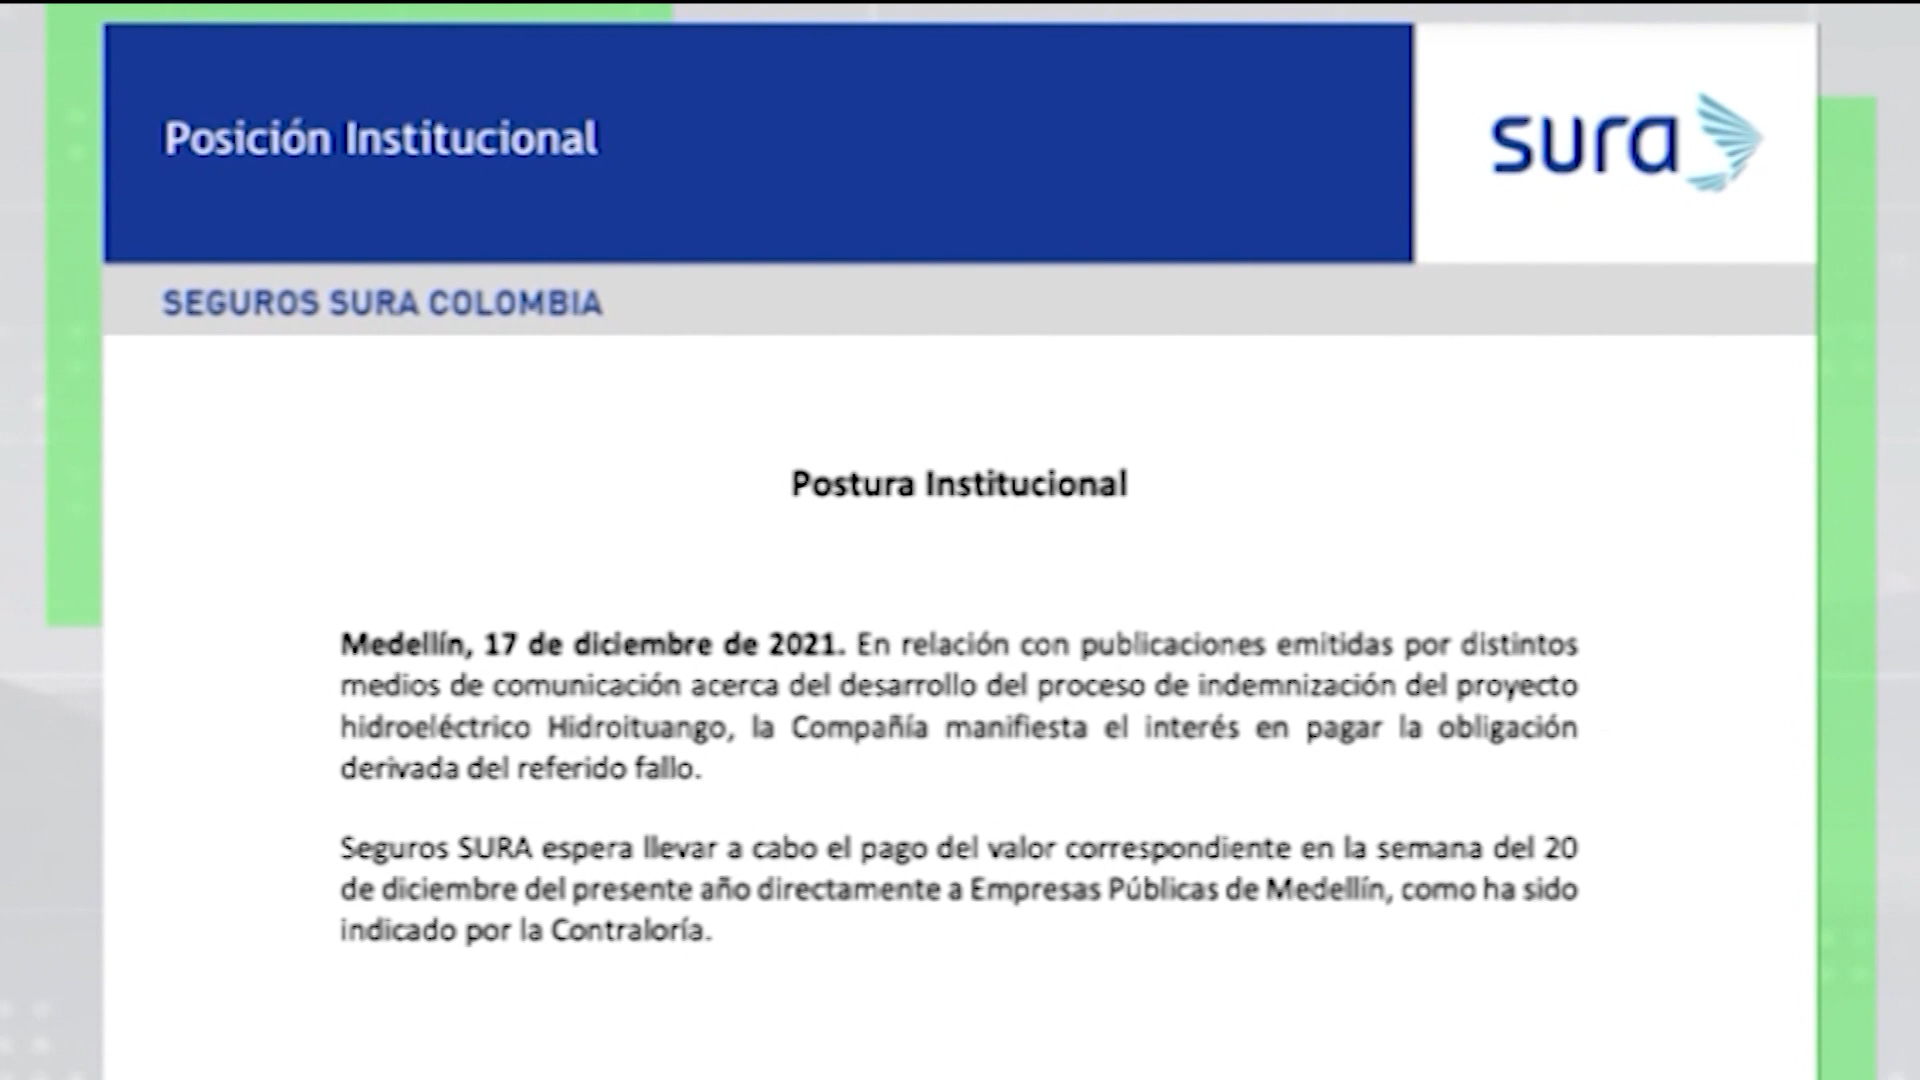 Posición Institucional
sura
SEGUROS SURA COLOMBIA
Postura Institucional
Medellín, 17 de diciembre de 2021. En relación con publicaciones emitidas por distintos
medios de comunicación acerca del desarrollo del proceso de indemnización del proyecto
hidroeléctrico Hidroituango, la Compañía manifiesta el interés en pagar la obligación
derivada del referido fallo.
Seguros SURA espera llevar a cabo el pago del valor correspondiente en la semana del 20
de diciembre del presente año directamente a Empresas Públicas de Medellín, como ha sido
indicado por la Contraloría.